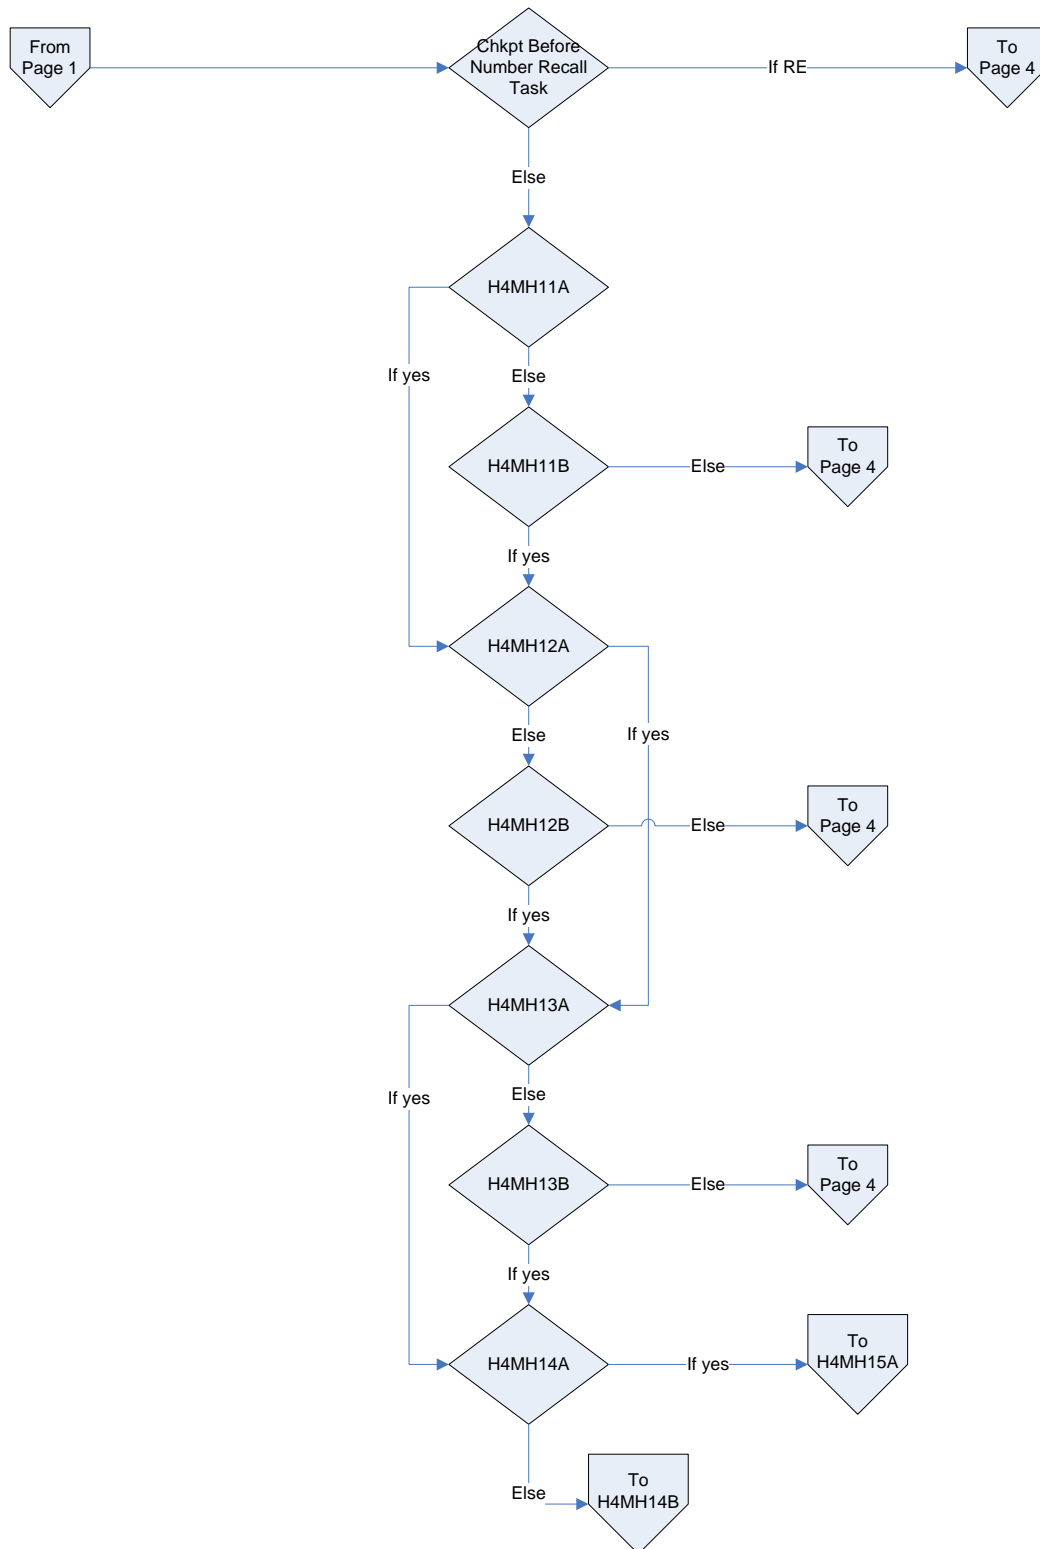 From
Page 1
Chkpt Before
Number Recall
Task
If RE
To
Page 4
Else
H4MH11A
If yes
Else
H4MH11B
Else
To
Page 4
If yes
H4MH12A
Else
If yes
H4MH12B
Else
To
Page 4
If yes
H4MH13A
If yes
Else
H4MH13B
Else
To
Page 4
If yes
H4MH14A
If yes
To
H4MH15A
Else
To
H4MH14B